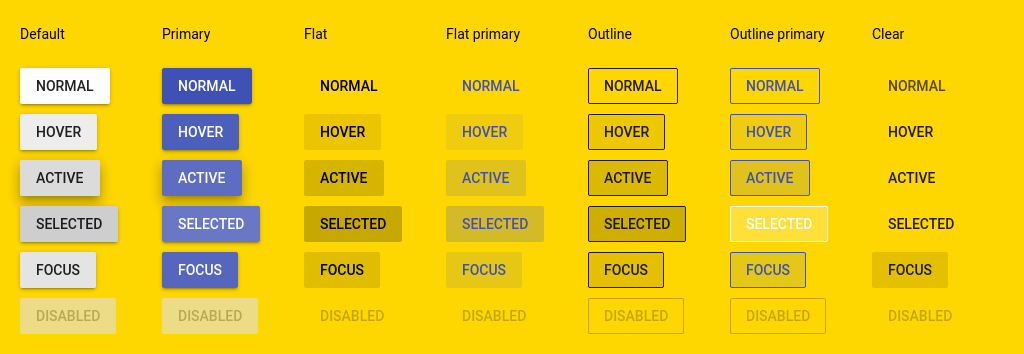 Default Primary Flat Flat primary Outline Outline primary Clear
NORMAL NORMAL NORMAL NORMAL NORMAL NORMAL NORMAL
HOVER HOVER HOVER HOVER HOVER HOVER HOVER
ACTIVE ACTIVE ACTIVE ACTIVE ACTIVE ACTIVE ACTIVE
SELECTED SELECTED SELECTED SELECTED SELECTED SELECTED SELECTED
FOCUS FOCUS FOCUS FOCUS FOCUS FOCUS FOCUS
DISABLED DISABLED DISABLED DISABLED DISABLED DISABLED DISABLED